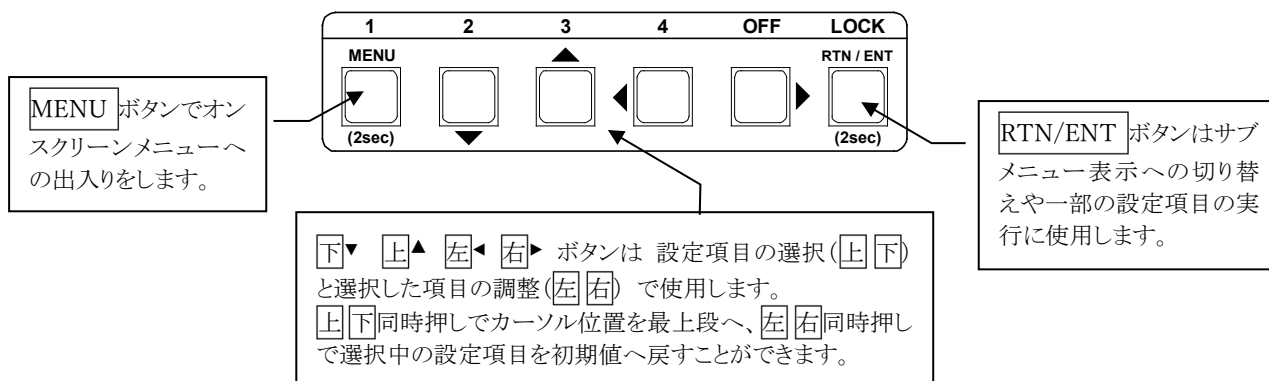 1 2 3 4 OFF LOCK
MENU ▲ RTN / ENT
◀ ▶
(2sec) ▼ (2sec)
MENU ボタンでオン
スクリーンメニューへ
の出入りをします。
RTN/ENT ボタンはサブ
メニュー表示への切り替
えや一部の設定項目の実
行に使用します。
下▼ 上▲ 左◀ 右▶ ボタンは 設定項目の選択(上 下)
と選択した項目の調整(左 右) で使用します。
上 下同時押しでカーソル位置を最上段へ、左 右同時押し
で選択中の設定項目を初期値へ戻すことができます。